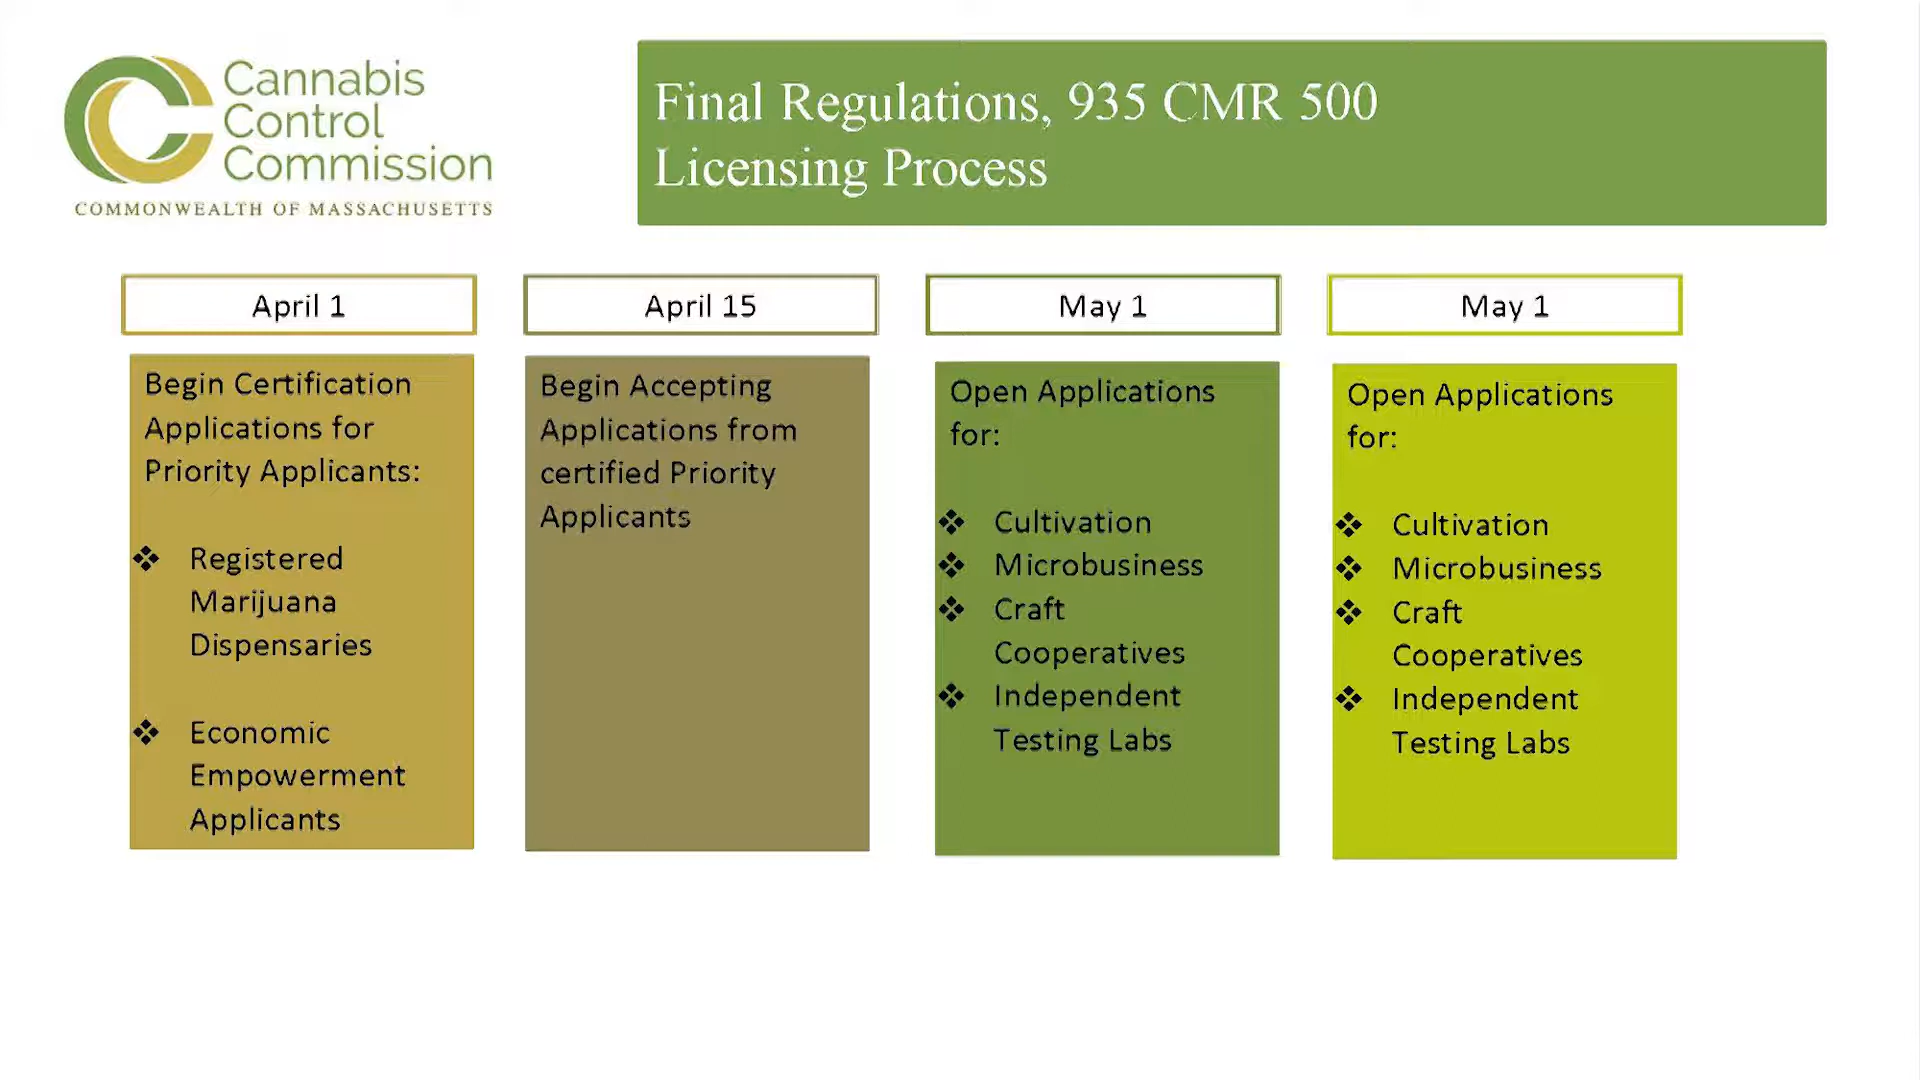 Cannabis
Control
Commission
COMMONWEALTH OF MASSACHUSETTS
Final Regulations, 935 CMR 500
Licensing Process
April 1
Begin Certification
Applications for
Priority Applicants:
❖ Registered
Marijuana
Dispensaries
❖ Economic
Empowerment
Applicants
April 15
Begin Accepting
Applications from
certified Priority
Applicants
May 1
Open Applications
for:
❖ Cultivation
❖ Microbusiness
❖ Craft
Cooperatives
❖ Independent
Testing Labs
May 1
Open Applications
for:
❖ Cultivation
❖ Microbusiness
❖ Craft
Cooperatives
❖ Independent
Testing Labs